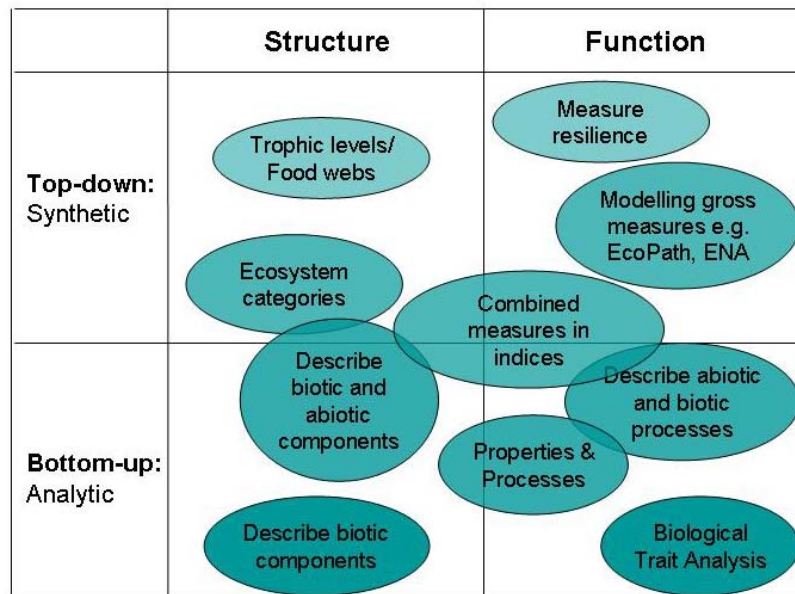 Structure
Function
Top-down:
Synthetic
Trophic levels/
Food webs
Measure
resilience
Modelling gross
measures e.g.
EcoPath, ENA
Ecosystem
categories
Combined
measures in
indices
Bottom-up:
Analytic
Describe
biotic and
abiotic
components
Describe abiotic
and biotic
processes
Properties &
Processes
Describe biotic
components
Biological
Trait Analysis